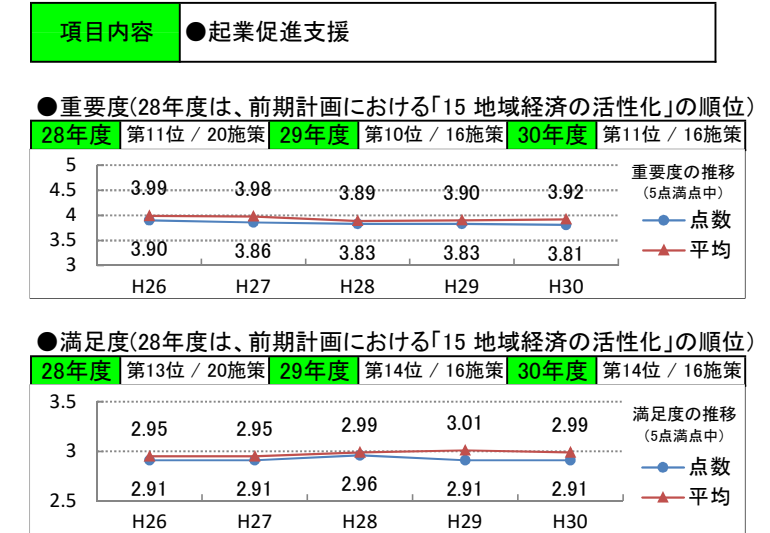 項目内容 ●起業促進支援
●重要度(28年度は、前期計画における「15 地域経済の活性化」の順位)
28年度 第11位 / 20施策 29年度 第10位 / 16施策 30年度 第11位 / 16施策
重要度の推移
(5点満点中)
点数
平均
5
4.5
4
3.5
3
3.99 3.98 3.89 3.90 3.92
3.90 3.86 3.83 3.83 3.81
H26 H27 H28 H29 H30
●満足度(28年度は、前期計画における「15 地域経済の活性化」の順位)
28年度 第13位 / 20施策 29年度 第14位 / 16施策 30年度 第14位 / 16施策
満足度の推移
(5点満点中)
点数
平均
3.5
3
2.5
2.95 2.95 2.99 3.01 2.99
2.91 2.91 2.96 2.91 2.91
H26 H27 H28 H29 H30